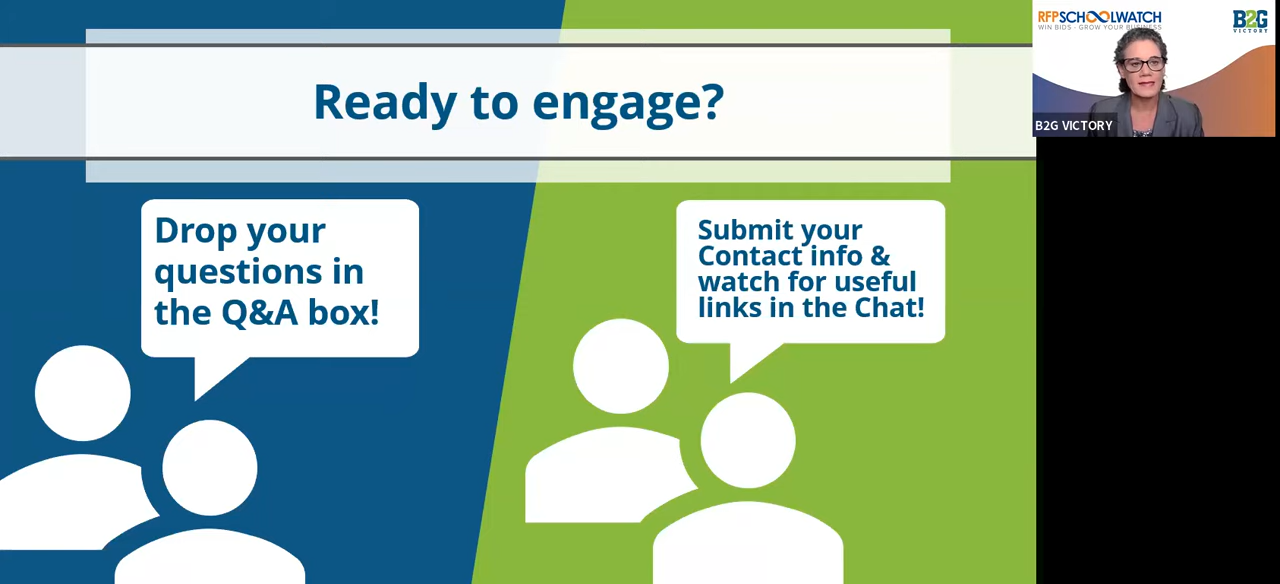 Ready to engage?
Drop your
questions in
the Q&A box!
Submit your
Contact info &
watch for useful
links in the Chat!
RFPSCHOOLWATCH
WIN BIDS - GROW YOUR BUSINESS
B2G
VICTORY
B2G VICTORY